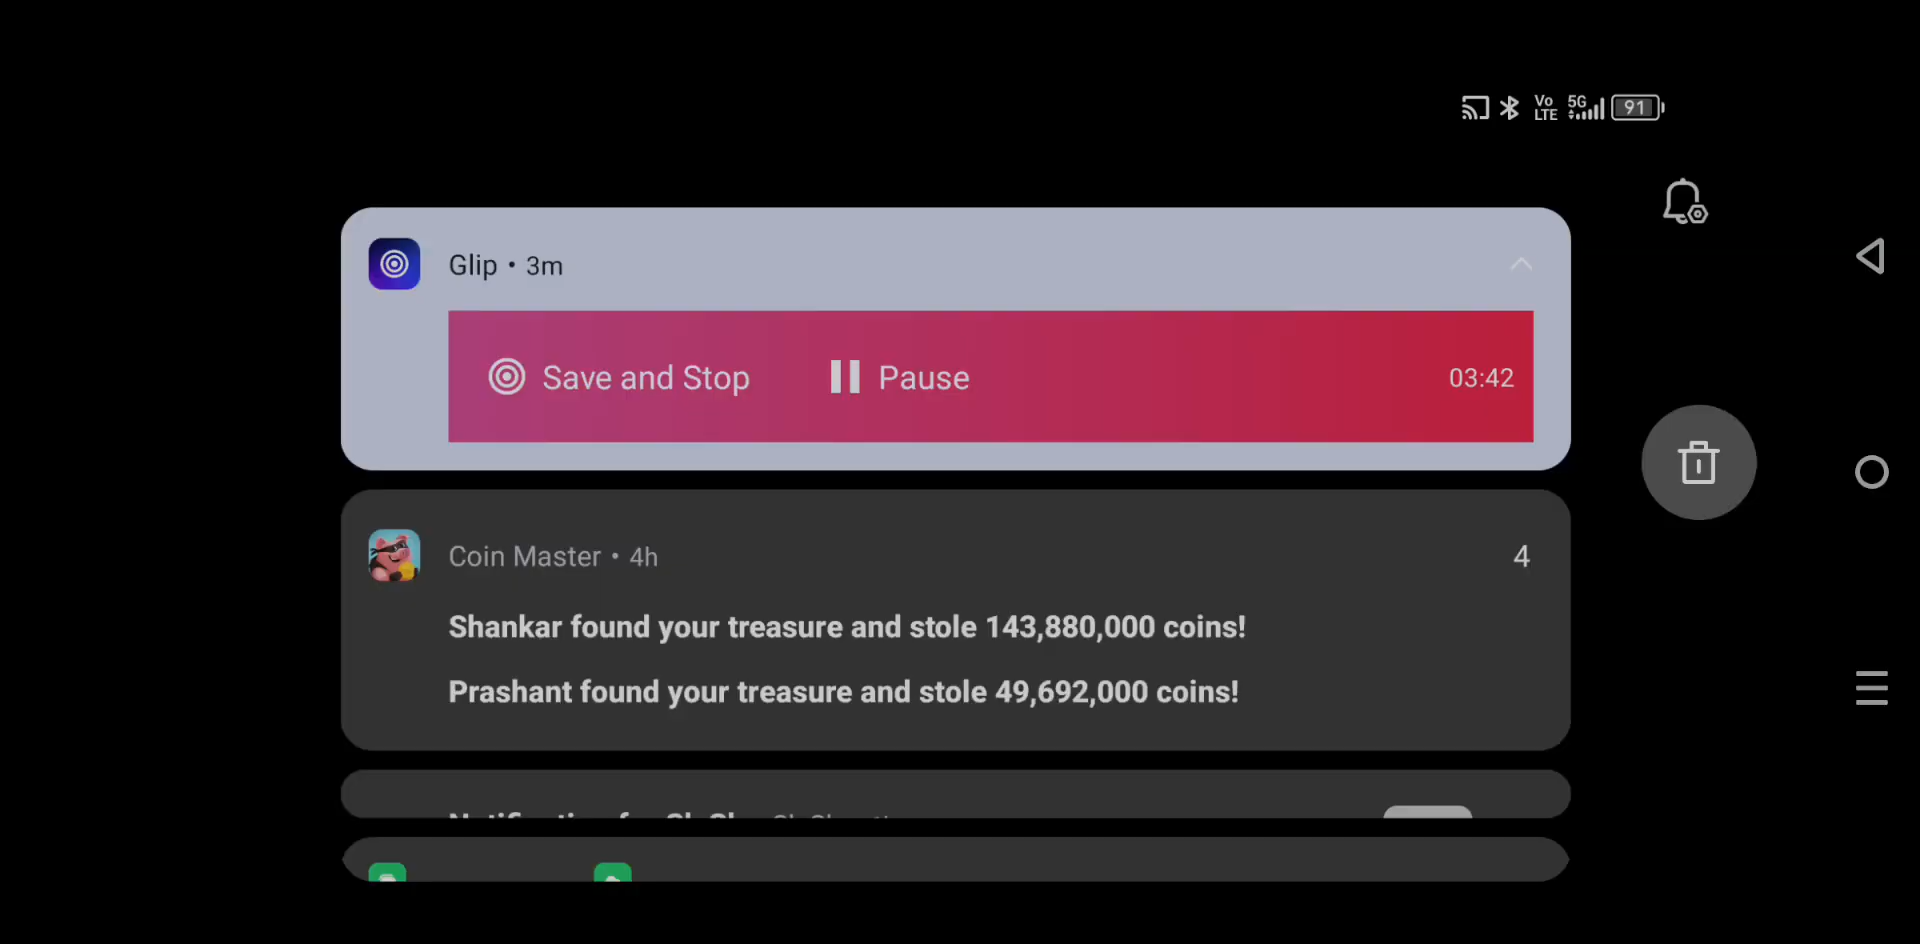 Vo
LTE
5G
91
Glip • 3m
Save and Stop
Pause
03:42
Coin Master • 4h
4
Shankar found your treasure and stole 143,880,000 coins!
Prashant found your treasure and stole 49,692,000 coins!